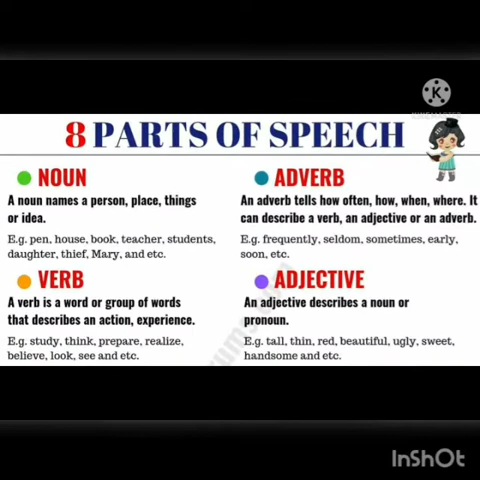 8 PARTS OF SPEECH
NOUN
A noun names a person, place, things
or idea.
E.g. pen, house, book, teacher, students,
daughter, thief, Mary, and etc.
VERB
A verb is a word or group of words
that describes an action, experience.
E.g. study, think, prepare, realize,
believe, look, see and etc.
ADVERB
An adverb tells how often, how, when, where. It
can describe a verb, an adjective or an adverb.
E.g. frequently, seldom, sometimes, early,
soon, etc.
ADJECTIVE
An adjective describes a noun or
pronoun.
E.g. tall, thin, red, beautiful, ugly, sweet,
handsome and etc.
K
Hi
InShOt